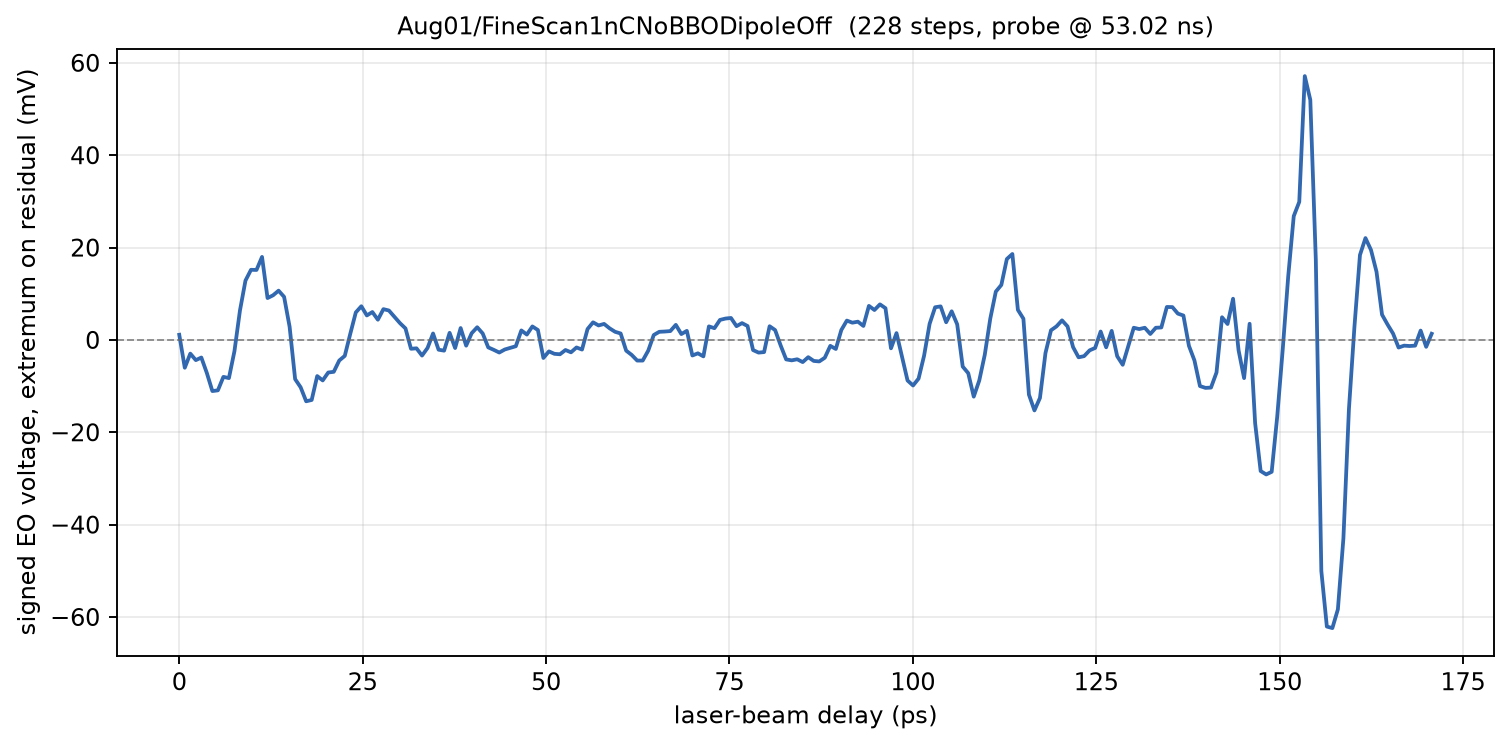 Aug01/FineScan1nCNoBBODipoleOff  (228 steps, probe @ 53.02 ns)
signed EO voltage, extremum on residual (mV)
60
40
20
0
−20
−40
−60
0 25 50 75 100 125 150 175
laser-beam delay (ps)